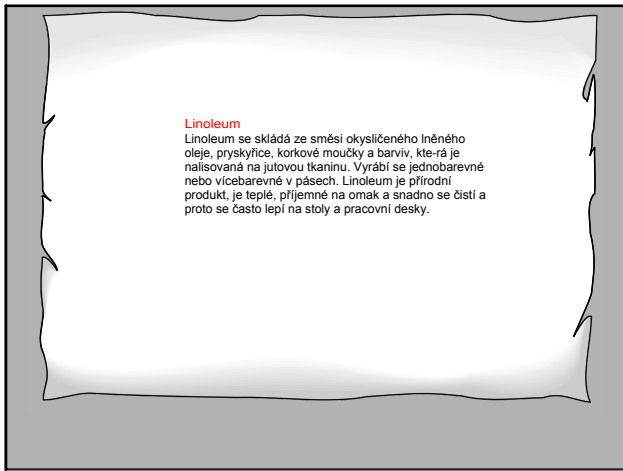 Linoleum
Linoleum se skládá ze směsi okysličeného lněného
oleje, pryskyřice, korkové moučky a barviv, kte-rá je
nalisovaná na jutovou tkaninu. Vyrábí se jednobarevné
nebo vícebarevné v pásech. Linoleum je přírodní
produkt, je teplé, příjemné na omak a snadno se čistí a
proto se často lepí na stoly a pracovní desky.